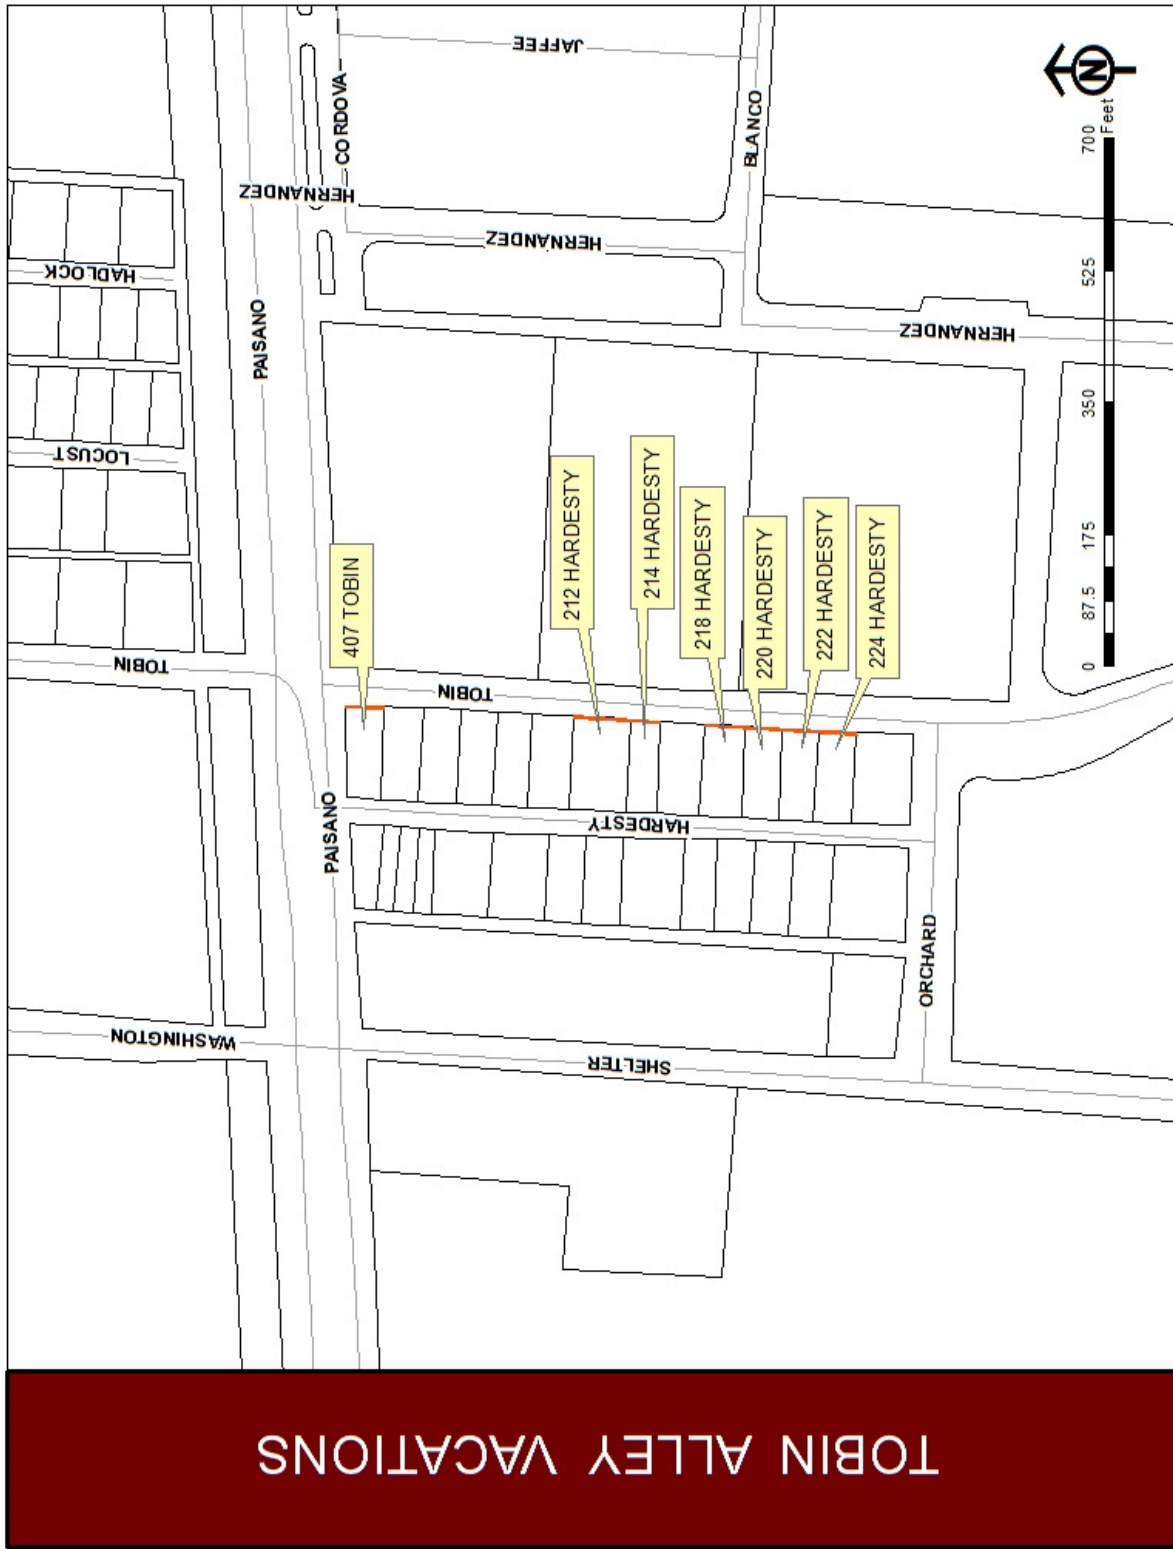 TOBIN ALLEY VACATIONS
WASHINGTON
TOBIN
LOCUST
HADLOCK
PAISANO
PAISANO
HERNANDEZ
CORDOVA
JAFFEE
407 TOBIN
TOBIN
HERNANDEZ
212 HARDESTY
214 HARDESTY
SHELTER
HARDESTY
218 HARDESTY
220 HARDESTY
BLANCO
222 HARDESTY
224 HARDESTY
ORCHARD
HERNANDEZ
0 87.5 175 350 525 700
Feet
N